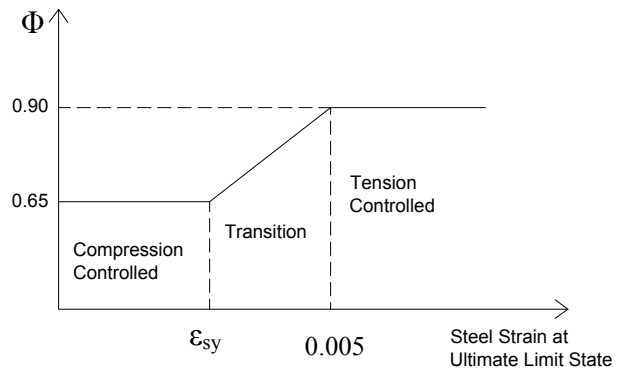 Φ
0.90
0.65
Tension
Controlled
Transition
Compression
Controlled
εsy
0.005
Steel Strain at
Ultimate Limit State